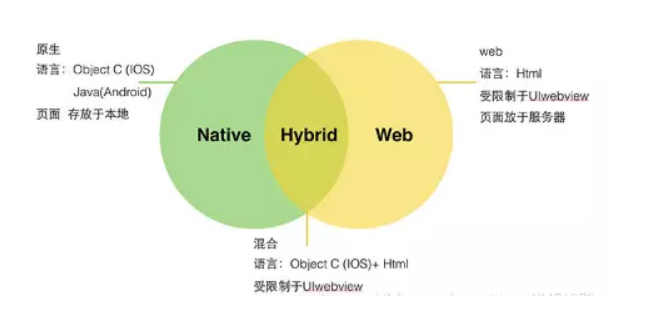 原生
语言：Object C (IOS)
Java(Android)
页面 存放于本地
web
语言：Html
受限制于UIwebview
页面放于服务器
Native
Hybrid
Web
混合
语言：Object C (IOS)+ Html
受限制于UIwebview